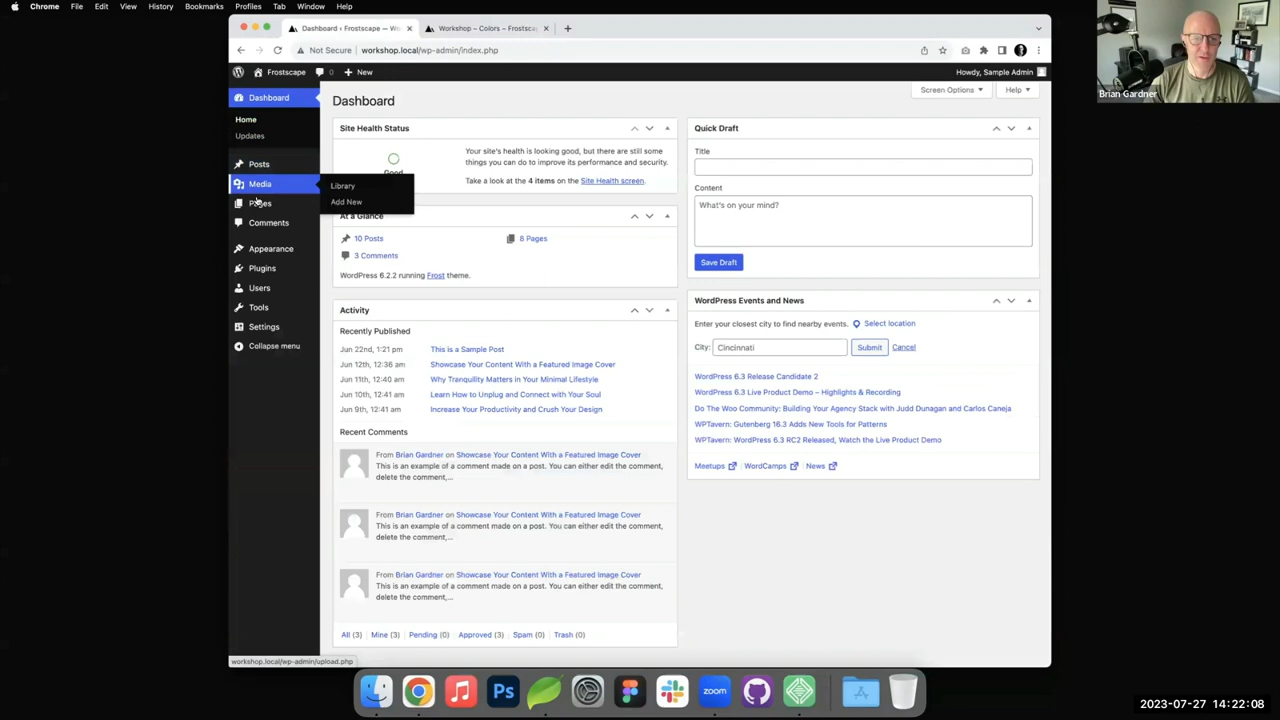 Chrome File Edit View History Bookmarks Profiles Tab Window Help
Dashboard ‹ Frostscape — Wo
Workshop – Colors – Frostsca
Not Secure workshop.local/wp-admin/index.php
Frostscape 0 New
Howdy, Sample Admin
Dashboard
Home
Updates
Posts
Media
Pages
Comments
Appearance
Plugins
Users
Tools
Settings
Collapse menu
Library
Add New
Dashboard
Screen Options
Help
Site Health Status
Good
Your site's health is looking good, but there are still some
things you can do to improve its performance and security.
Take a look at the 4 items on the Site Health screen.
At a Glance
10 Posts
6 Pages
3 Comments
WordPress 6.2.2 running Frost theme.
Activity
Recently Published
Jun 22nd, 1:21 pm This is a Sample Post
Jun 12th, 12:36 am Showcase Your Content With a Featured Image Cover
Jun 11th, 12:40 am Why Tranquility Matters in Your Minimal Lifestyle
Jun 10th, 12:41 am Learn How to Unplug and Connect with Your Soul
Jun 9th, 12:41 am Increase Your Productivity and Crush Your Design
Recent Comments
From Brian Gardner on Showcase Your Content With a Featured Image Cover
This is an example of a comment made on a post. You can either edit the comment,
delete the comment,...
From Brian Gardner on Showcase Your Content With a Featured Image Cover
This is an example of a comment made on a post. You can either edit the comment,
delete the comment,...
From Brian Gardner on Showcase Your Content With a Featured Image Cover
This is an example of a comment made on a post. You can either edit the comment,
delete the comment,...
All (3) Mine (3) Pending (0) Approved (3) Spam (0) Trash (0)
Quick Draft
Title
Content
What's on your mind?
Save Draft
WordPress Events and News
Enter your closest city to find nearby events. Select location
City: Cincinnati Submit Cancel
WordPress 6.3 Release Candidate 2
WordPress 6.3 Live Product Demo – Highlights & Recording
Do The Woo Community: Building Your Agency Stack with Judd Dunagan and Carlos Caneja
WPTavern: Gutenberg 16.3 Adds New Tools for Patterns
WPTavern: WordPress 6.3 RC2 Released, Watch the Live Product Demo
Meetups WordCamps News
workshop.local/wp-admin/upload.php
Ps
zoom
Brian Gardner
2023-07-27 14:22:08